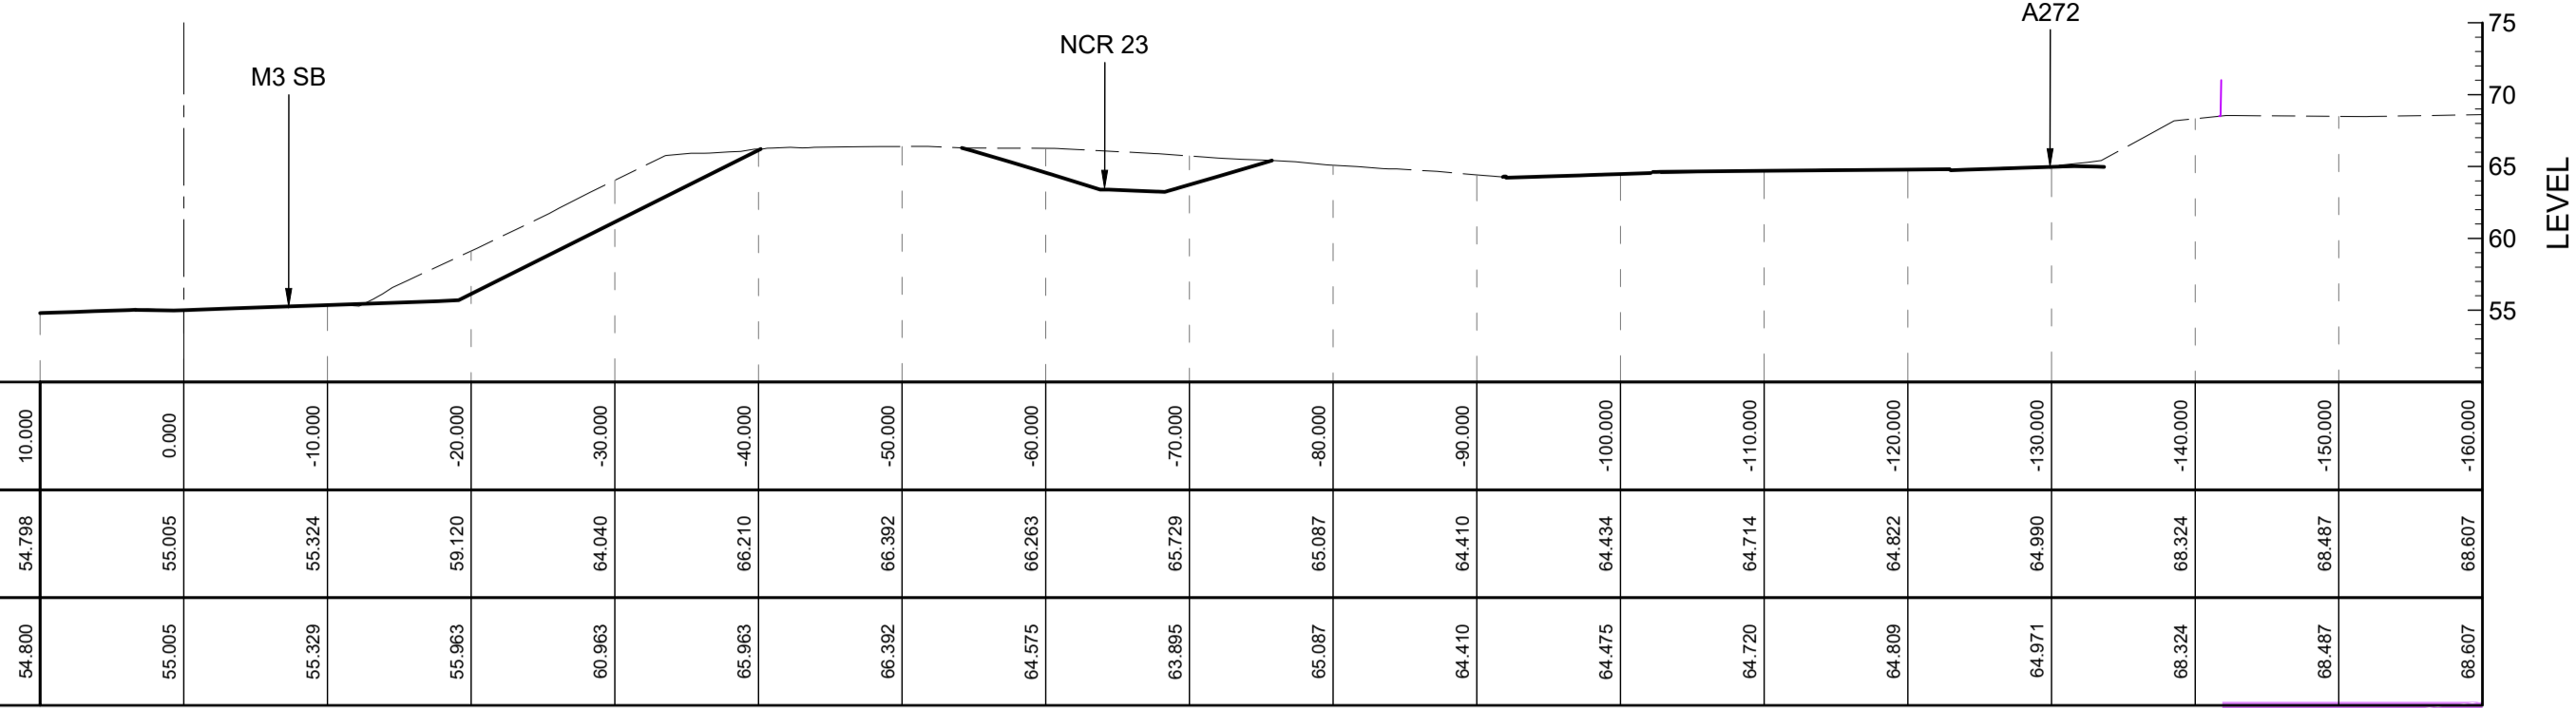 A272
NCR 23
M3 SB
75
70
65
60
55
LEVEL
10.000 0.000 -10.000 -20.000 -30.000 -40.000 -50.000 -60.000 -70.000 -80.000 -90.000 -100.000 -110.000 -120.000 -130.000 -140.000 -150.000 -160.000
54.798 55.005 55.324 59.120 64.040 66.210 66.392 66.263 65.729 65.087 64.410 64.434 64.714 64.822 64.990 68.324 68.487 68.607
54.800 55.005 55.329 55.963 60.963 65.963 66.392 64.575 63.895 65.087 64.410 64.475 64.720 64.809 64.971 68.324 68.487 68.607